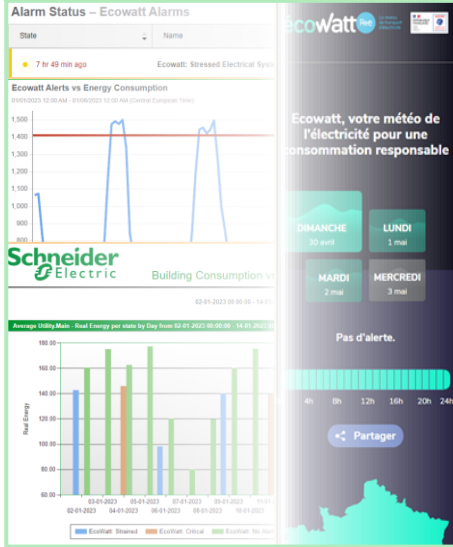 Alarm Status – Ecowatt Alarms
State Name
7 hr 49 min ago Ecowatt: Stressed Electrical
Ecowatt Alerts vs Energy Consumption
1,500
1,400
1,300
1,200
1,100
1,000
900
800
Schneider
Electric
Building Consumption
Average Utility.Main - Real Energy per state by Day from 02-01-2023 00:00:00 - 14-01-2023
160.00
140.00
120.00
100.00
80.00
60.00
Real Energy
03-01-2023 05-01-2023 07-01-2023 09-01-2023
02-01-2023 04-01-2023 06-01-2023 08-01-2023 10-01-2023
EcoWatt: Strained EcoWatt: Critical EcoWatt: No
écoWatt
Rte
Ecowatt, votre météo de
l'électricité pour une
consommation responsable
DIMANCHE LUNDI
30 avril 1 mai
MARDI MERCREDI
2 mai 3 mai
Pas d'alerte.
4h 8h 12h 16h 20h 24h
Partager